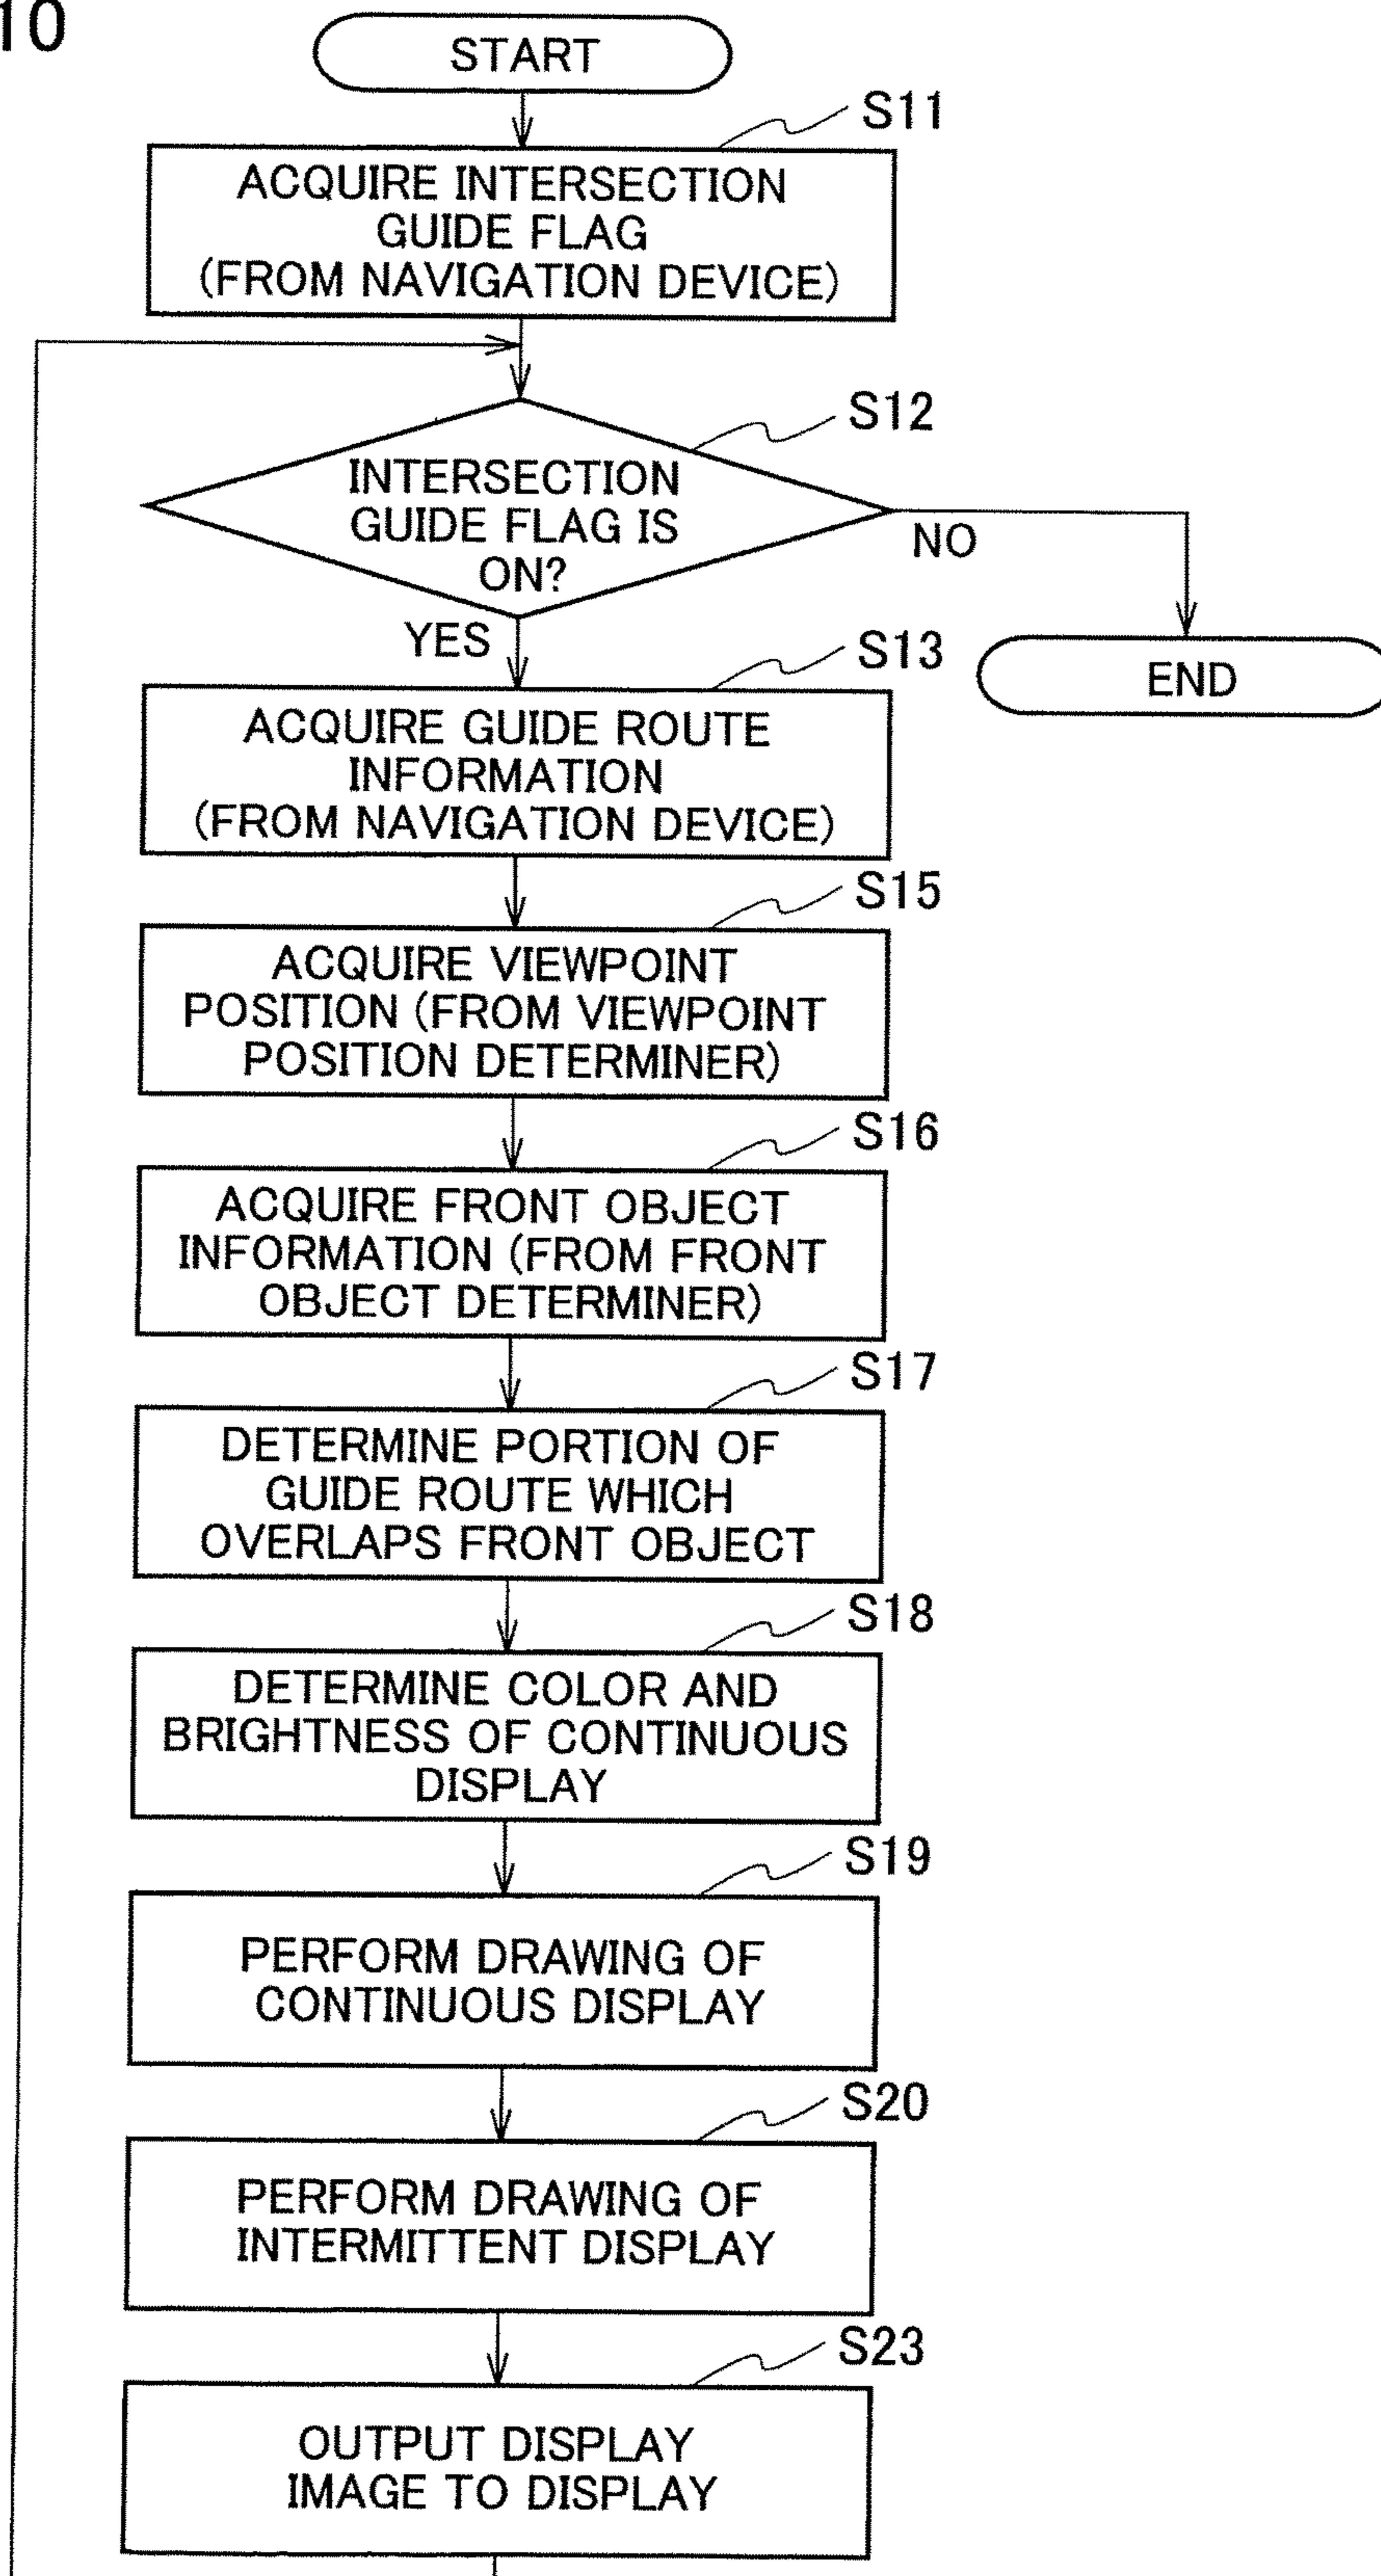 10
START
S11
ACQUIRE INTERSECTION
GUIDE FLAG
(FROM NAVIGATION DEVICE)
S12
INTERSECTION
GUIDE FLAG IS
ON?
NO
YES
S13
END
ACQUIRE GUIDE ROUTE
INFORMATION
(FROM NAVIGATION DEVICE)
S15
ACQUIRE VIEWPOINT
POSITION (FROM VIEWPOINT
POSITION DETERMINER)
S16
ACQUIRE FRONT OBJECT
INFORMATION (FROM FRONT
OBJECT DETERMINER)
S17
DETERMINE PORTION OF
GUIDE ROUTE WHICH
OVERLAPS FRONT OBJECT
S18
DETERMINE COLOR AND
BRIGHTNESS OF CONTINUOUS
DISPLAY
S19
PERFORM DRAWING OF
CONTINUOUS DISPLAY
S20
PERFORM DRAWING OF
INTERMITTENT DISPLAY
S23
OUTPUT DISPLAY
IMAGE TO DISPLAY